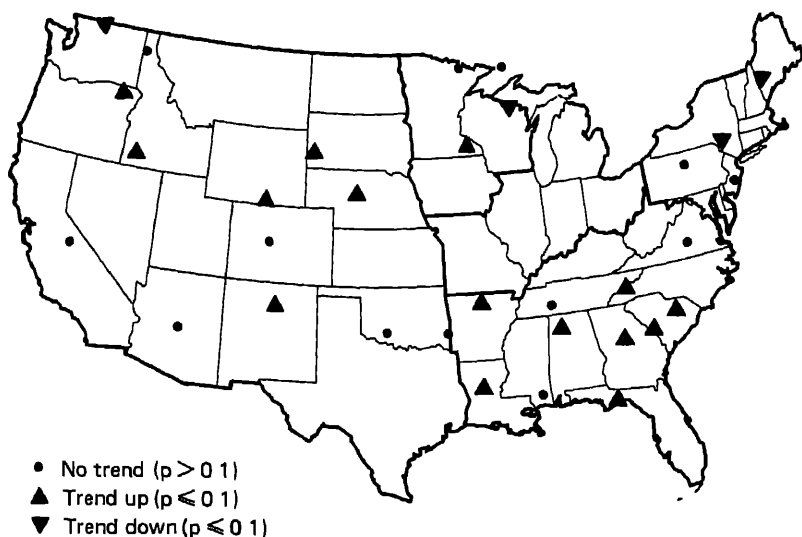 No trend (p > 0 1)
Trend up (p ⩽ 0 1)
Trend down (p ⩽ 0 1)